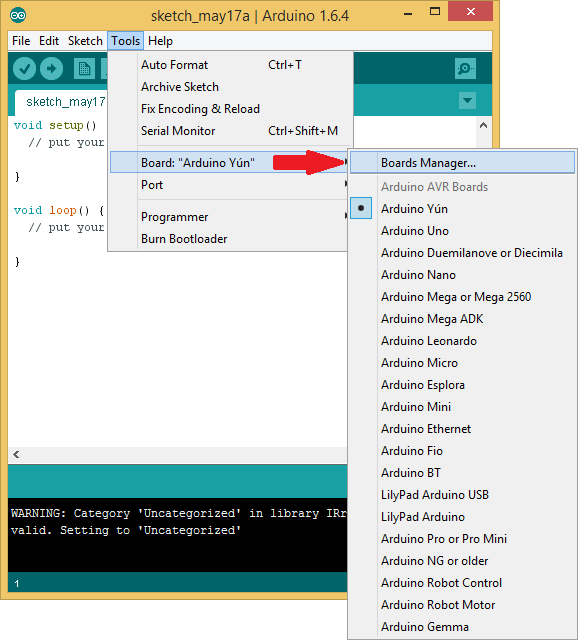 sketch_may17a | Arduino 1.6.4
File Edit Sketch Tools Help
Auto Format Ctrl+T
Archive Sketch
Fix Encoding & Reload
Serial Monitor Ctrl+Shift+M
Board: "Arduino Yún"
Port
Programmer
Burn Bootloader
sketch_may17
void setup()
// put your
}
void loop() {
// put your
}
Boards Manager...
Arduino AVR Boards
Arduino Yún
Arduino Uno
Arduino Duemilanove or Diecimila
Arduino Nano
Arduino Mega or Mega 2560
Arduino Mega ADK
Arduino Leonardo
Arduino Micro
Arduino Esplora
Arduino Mini
Arduino Ethernet
Arduino Fio
Arduino BT
LilyPad Arduino USB
LilyPad Arduino
Arduino Pro or Pro Mini
Arduino NG or older
Arduino Robot Control
Arduino Robot Motor
Arduino Gemma
WARNING: Category 'Uncategorized' in library
valid. Setting to 'Uncategorized'
1